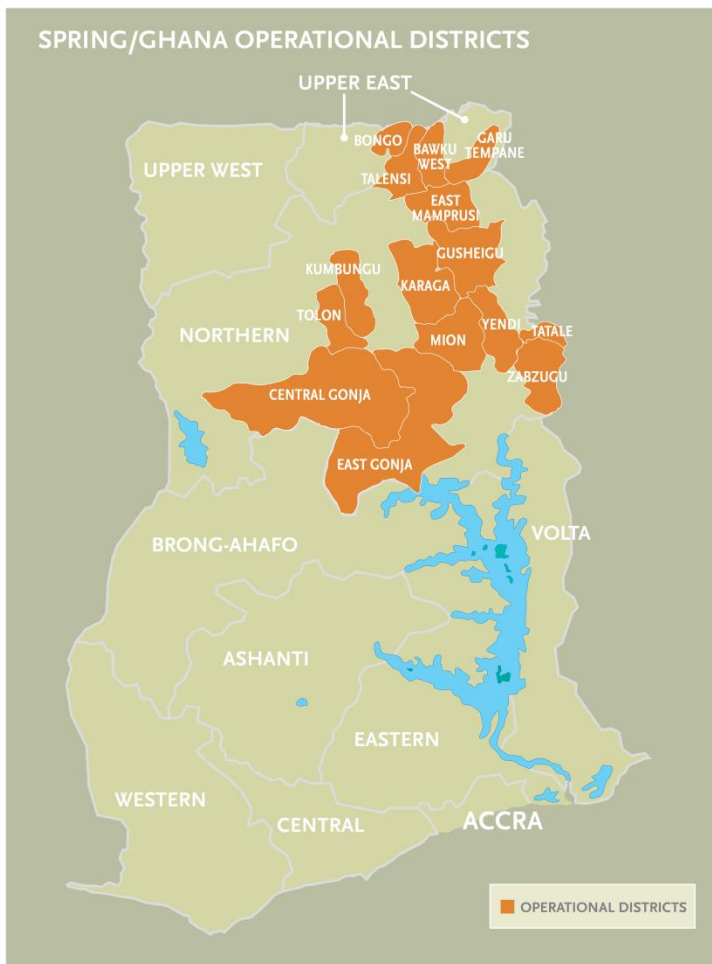 SPRING/GHANA OPERATIONAL DISTRICTS
UPPER EAST
BONGO
BAWKU
WEST
GARU
TEMPANE
UPPER WEST
TALENSI
EAST
MAMPRUSI
GUSHEIGU
KUMBUNGU
KARAGA
TOLON
NORTHERN
YENDI
TATALE
MION
ZABZUGU
CENTRAL GONJA
EAST GONJA
VOLTA
BRONG-AHAFO
ASHANTI
EASTERN
WESTERN
CENTRAL
ACCRA
OPERATIONAL DISTRICTS